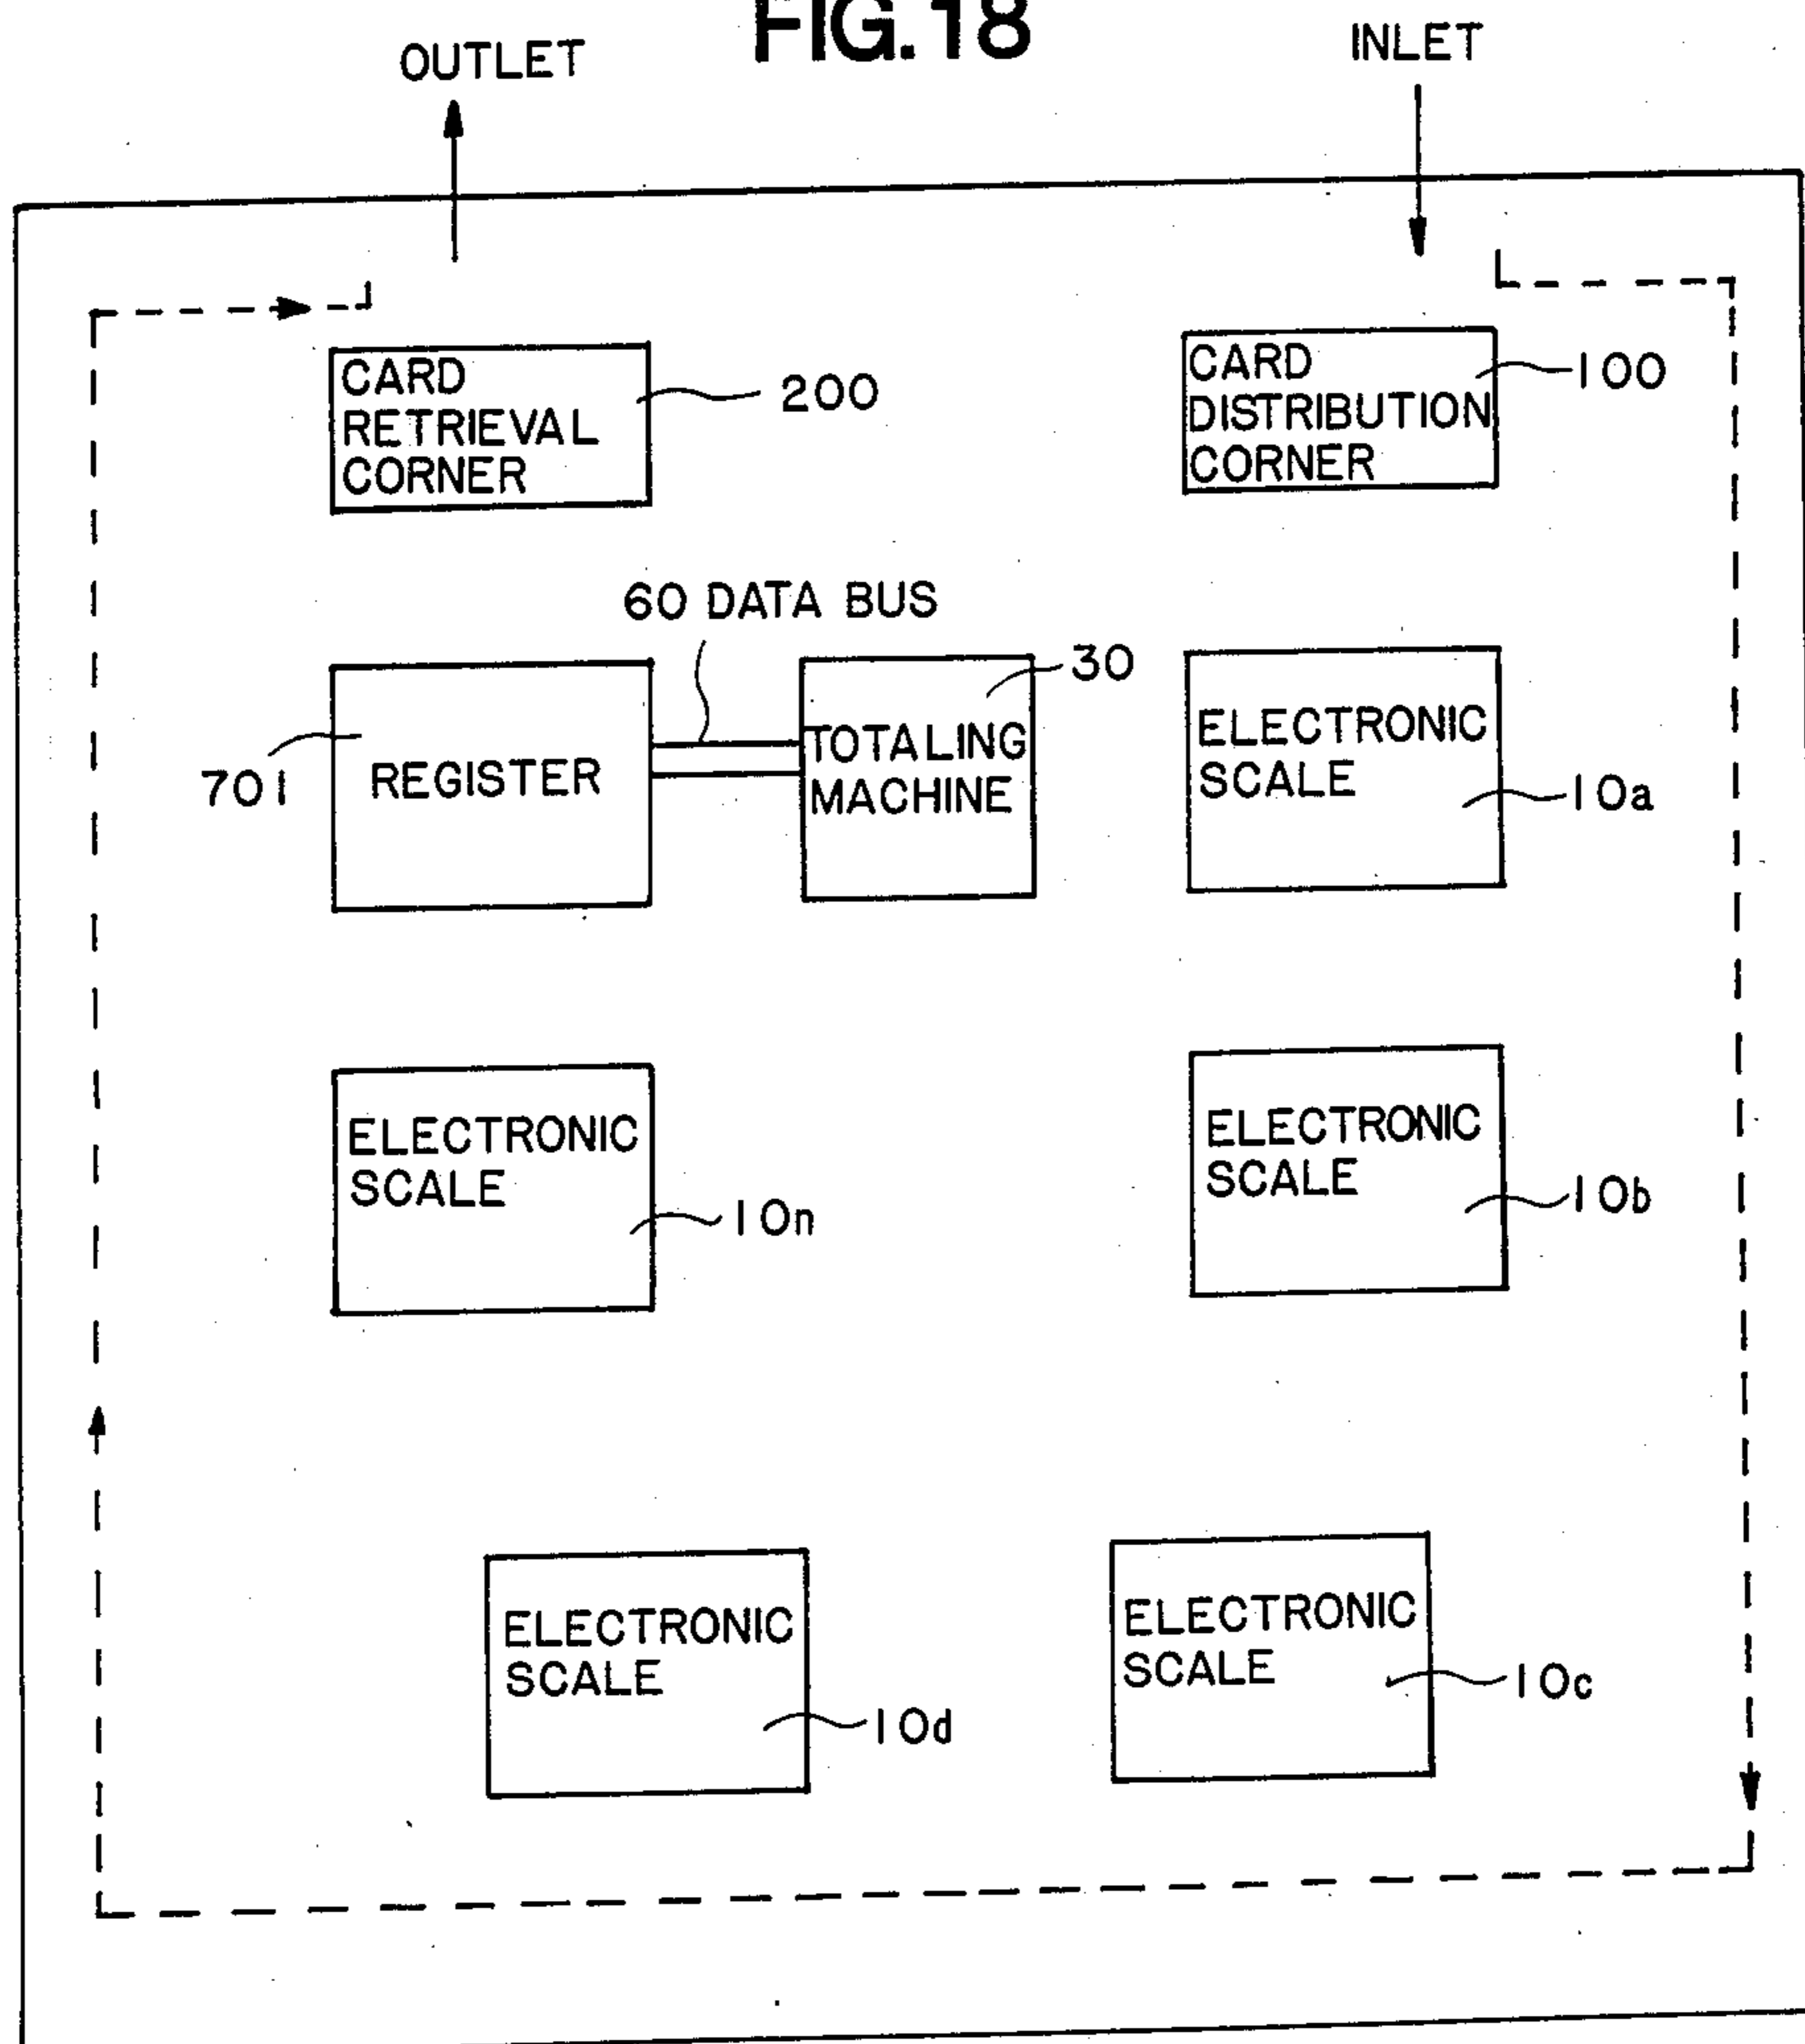 FIG.18
OUTLET
INLET
CARD
RETRIEVAL
CORNER
200
CARD
DISTRIBUTION
CORNER
100
60 DATA BUS
30
701
REGISTER
TOTALING
MACHINE
ELECTRONIC
SCALE
10a
ELECTRONIC
SCALE
10n
ELECTRONIC
SCALE
10b
ELECTRONIC
SCALE
10d
ELECTRONIC
SCALE
10c